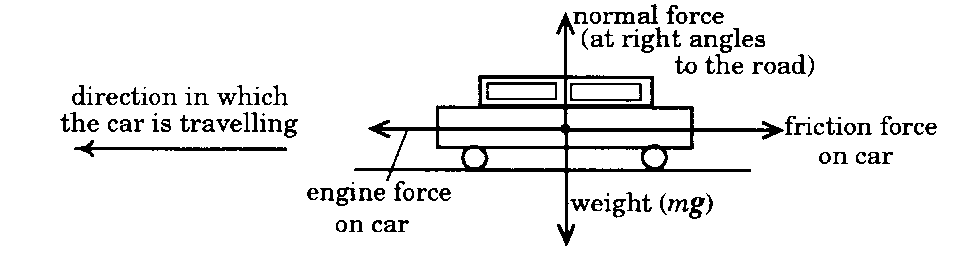 normal force
(at right angles
to the road)
direction in which
the car is travelling
friction force
on car
engine force
on car
weight (mg)